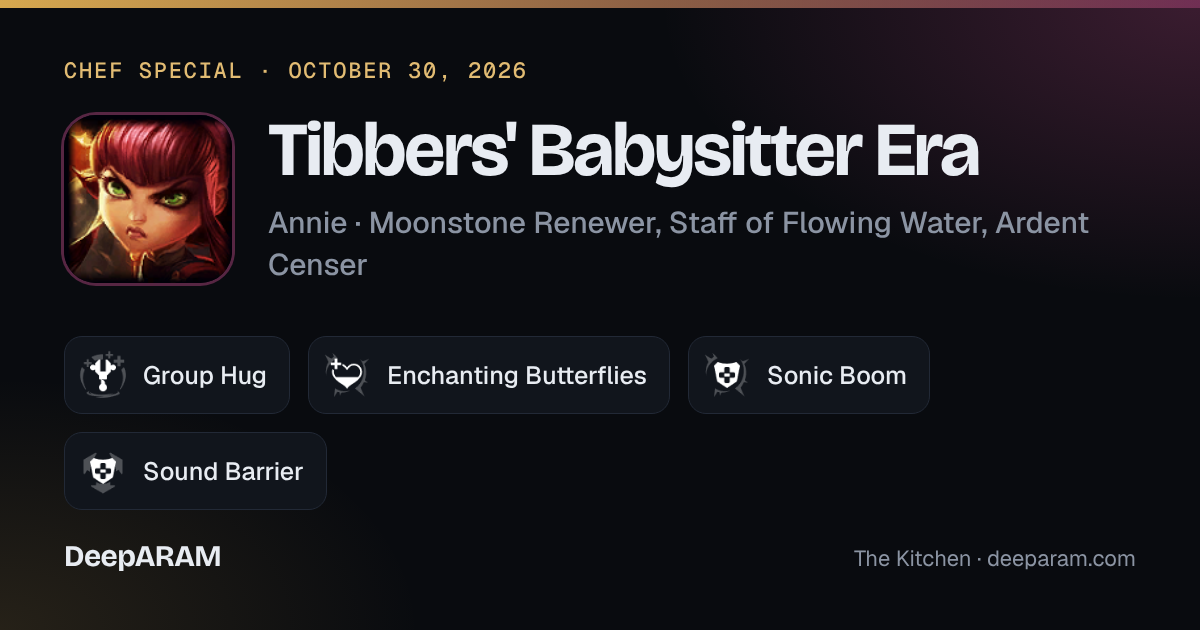 CHEF SPECIAL · OCTOBER 30, 2026
Tibbers' Babysitter Era
Annie · Moonstone Renewer, Staff of Flowing Water, Ardent
Censer
Group Hug
Enchanting Butterflies
Sonic Boom
Sound Barrier
DeepARAM
The Kitchen · deeparam.com